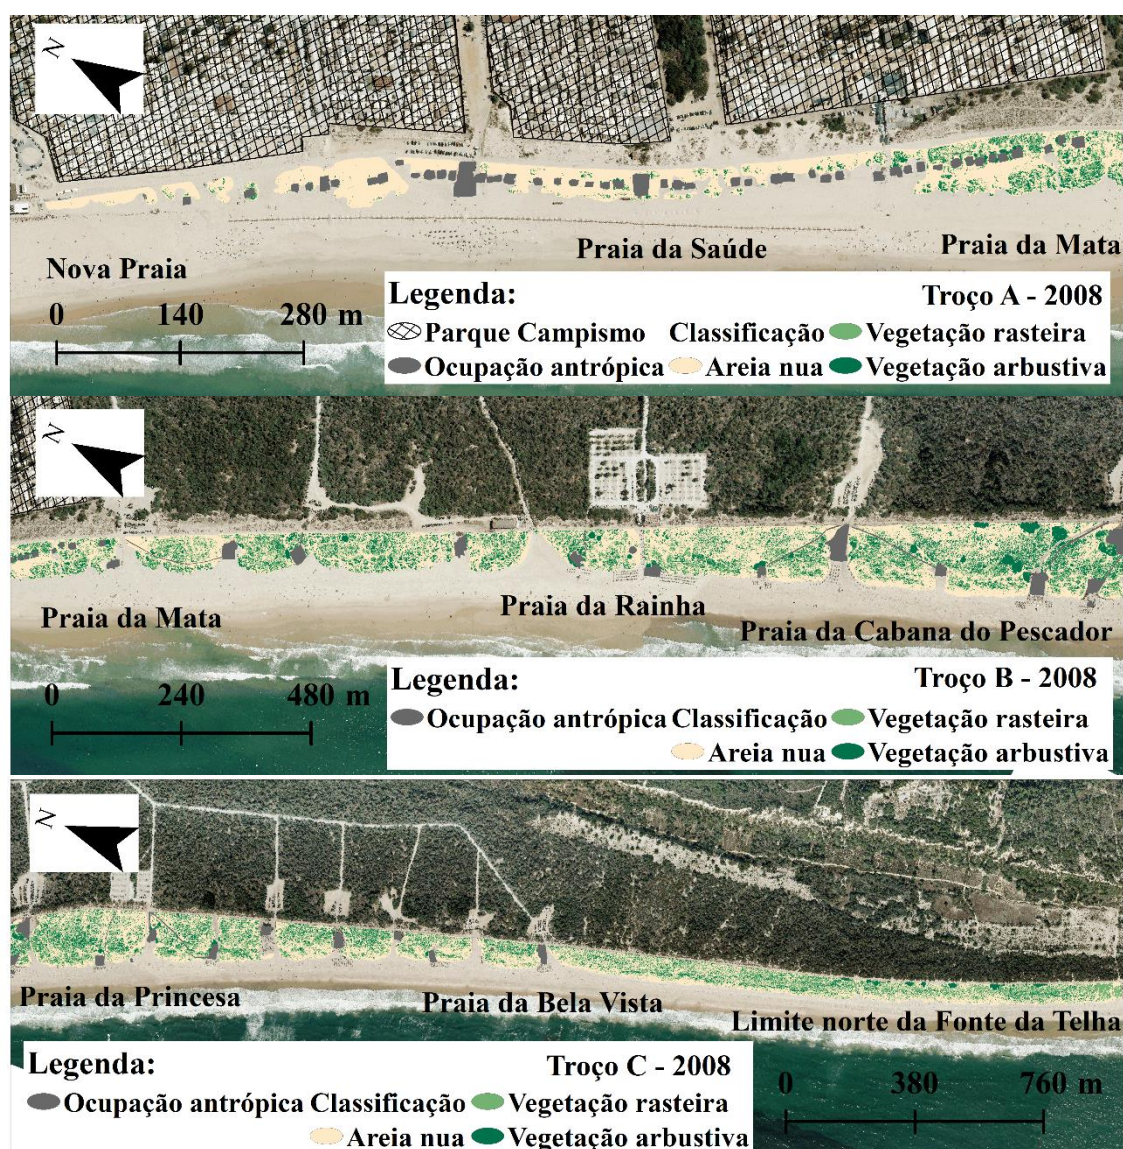 N
Praia da Saúde
Praia da Mata
Nova Praia
0 140 280 m
Legenda: Troço A - 2008
Parque Campismo Classificação Vegetação rasteira
Ocupação antrópica Areia nua Vegetação arbustiva
N
Praia da Mata
Praia da Rainha
Praia da Cabana do Pescador
0 240 480 m
Legenda: Troço B - 2008
Ocupação antrópica Classificação Vegetação rasteira
Areia nua Vegetação arbustiva
N
Praia da Princesa
Praia da Bela Vista
Limite norte da Fonte da Telha
Legenda: Troço C - 2008
0 380 760 m
Ocupação antrópica Classificação Vegetação rasteira
Areia nua Vegetação arbustiva